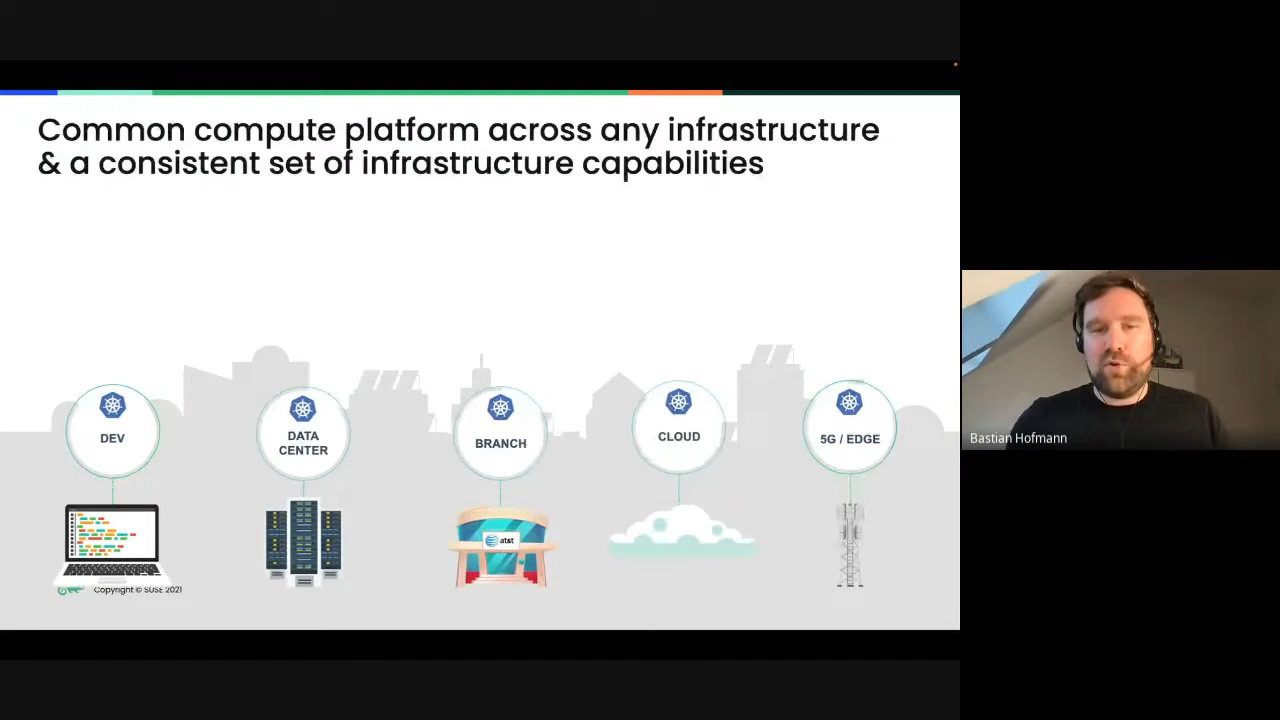 Common compute platform across any infrastructure
& a consistent set of infrastructure capabilities
DEV
DATA
CENTER
BRANCH
CLOUD
5G / EDGE
at&t
Copyright © SUSE 2021
Bastian Hofmann